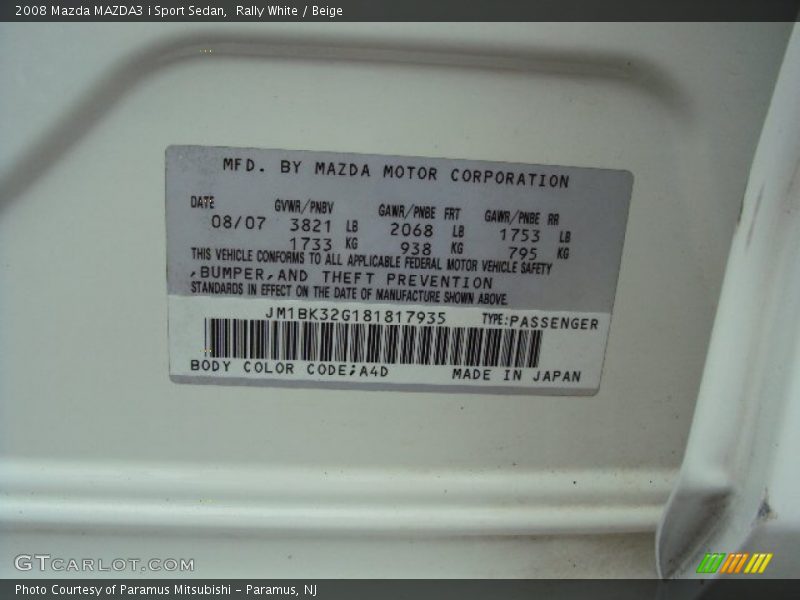 2008 Mazda MAZDA3 i Sport Sedan,  Rally White / Beige
MFD. BY MAZDA MOTOR CORPORATION
DATE GVWR/PNBV GAWR/PNBE FRT GAWR/PNBE RR
08/07 3821 LB 2068 LB 1753 LB
1733 KG 938 KG 795 KG
THIS VEHICLE CONFORMS TO ALL APPLICABLE FEDERAL MOTOR VEHICLE SAFETY
,BUMPER,AND THEFT PREVENTION
STANDARDS IN EFFECT ON THE DATE OF MANUFACTURE SHOWN ABOVE.
JM1BK32G181817935 TYPE:PASSENGER
BODY COLOR CODE;A4D MADE IN JAPAN
GTCARLOT.COM
Photo Courtesy of Paramus Mitsubishi - Paramus, NJ